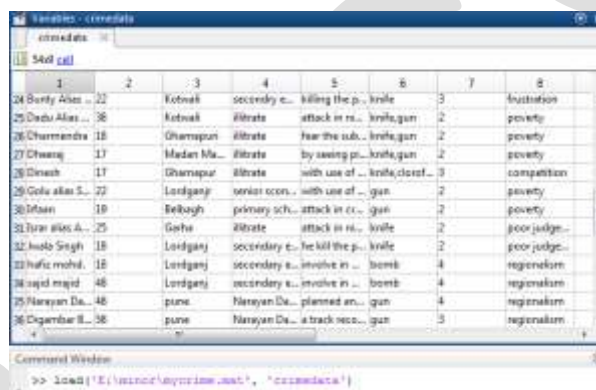 Variables - crimedata
crimedata
cell
1 2 3 4 5 6 7 8
24 Bunty Alias ... 22 Kotwali secondry e... killing the p... knife 3 frustration
25 Dadu Alias ... 38 Kotwali illitrate attack in ni... knife,gun 2 poverty
26 Dharmendra 18 Ghamapuri illitrate fear the sub... knife,gun 2 poverty
27 Dheeraj 17 Madan Ma... illitrate by seeing pi... knife,gun 2 poverty
28 Dinesh 17 Ghamapur illitrate with use of ... knife,clorof... 3 competition
29 Golu alias S... 22 Lordganjr senior scon... with use of ... gun 2 poverty
30 Irfaan 19 Belbagh primary sch... attack in cr... gun 2 poverty
31 Israr alias A... 25 Garha illitrate attack in ni... knife 2 poor judge...
32 Jwala Singh 18 Lordganj secondary e... he kill the p... knife 2 poor judge...
33 hafiz mohd. 18 Lordganj secondary e... involve in ... bomb 4 regionalism
34 sajid majid 48 Lordganj secondary e... involve in ... bomb 4 regionalism
35 Narayan Da... 48 pune Narayan Da... planned an... gun 4 regionalism
36 Digambar B... 38 pune Narayan Da... a track reco... gun 3 regionalism
Command Window
>> load('E:\minor\mycrime.mat', 'crimedata')